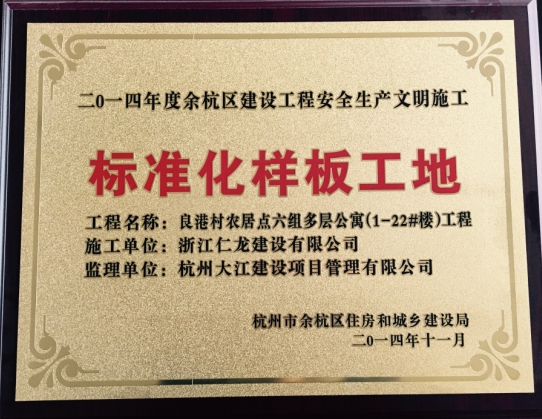 二0一四年度余杭区建设工程安全生产文明施工
标准化样板工地
工程名称：良港村农居点六组多层公寓(1-22#楼)工程
施工单位：浙江仁龙建设有限公司
监理单位：杭州大江建设项目管理有限公司
杭州市余杭区住房和城乡建设局
二0一四年十一月